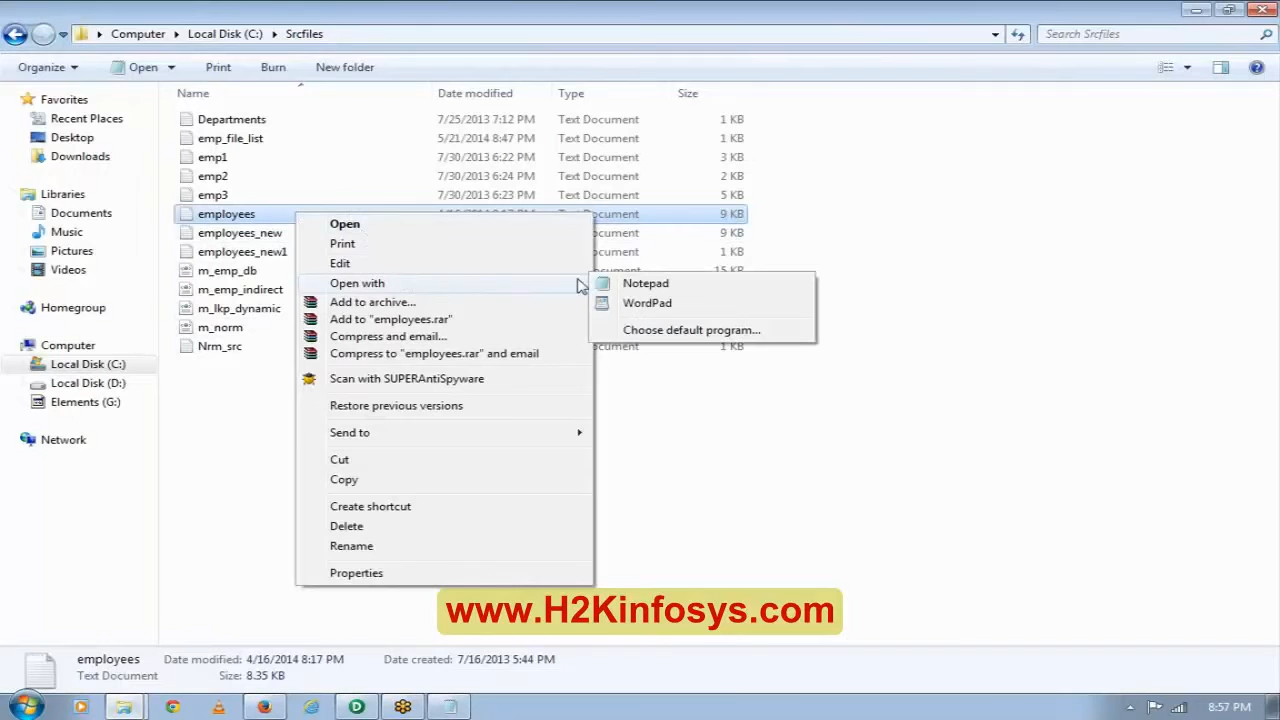 Computer Local Disk (C:) Srcfiles Search Srcfiles
Organize Open Print Burn New folder
Name Date modified Type Size
Favorites
Recent Places
Desktop
Downloads
Libraries
Documents
Music
Pictures
Videos
Homegroup
Computer
Local Disk (C:)
Local Disk (D:)
Elements (G:)
Network
Departments 7/25/2013 7:12 PM Text Document 1 KB
emp_file_list 5/21/2014 8:47 PM Text Document 1 KB
emp1 7/30/2013 6:22 PM Text Document 3 KB
emp2 7/30/2013 6:24 PM Text Document 2 KB
emp3 7/30/2013 6:23 PM Text Document 5 KB
employees 9 KB
employees_new 9 KB
employees_new1 1 KB
m_emp_db 15 KB
m_emp_indirect
m_lkp_dynamic
m_norm
Nrm_src 1 KB
Open
Print
Edit
Open with
Add to archive...
Add to "employees.rar"
Compress and email...
Compress to "employees.rar" and email
Scan with SUPERAntiSpyware
Restore previous versions
Send to
Cut
Copy
Create shortcut
Delete
Rename
Properties
Notepad
WordPad
Choose default program...
www.H2Kinfosys.com
employees Date modified: 4/16/2014 8:17 PM Date created: 7/16/2013 5:44 PM
Text Document Size: 8.35 KB
8:57 PM